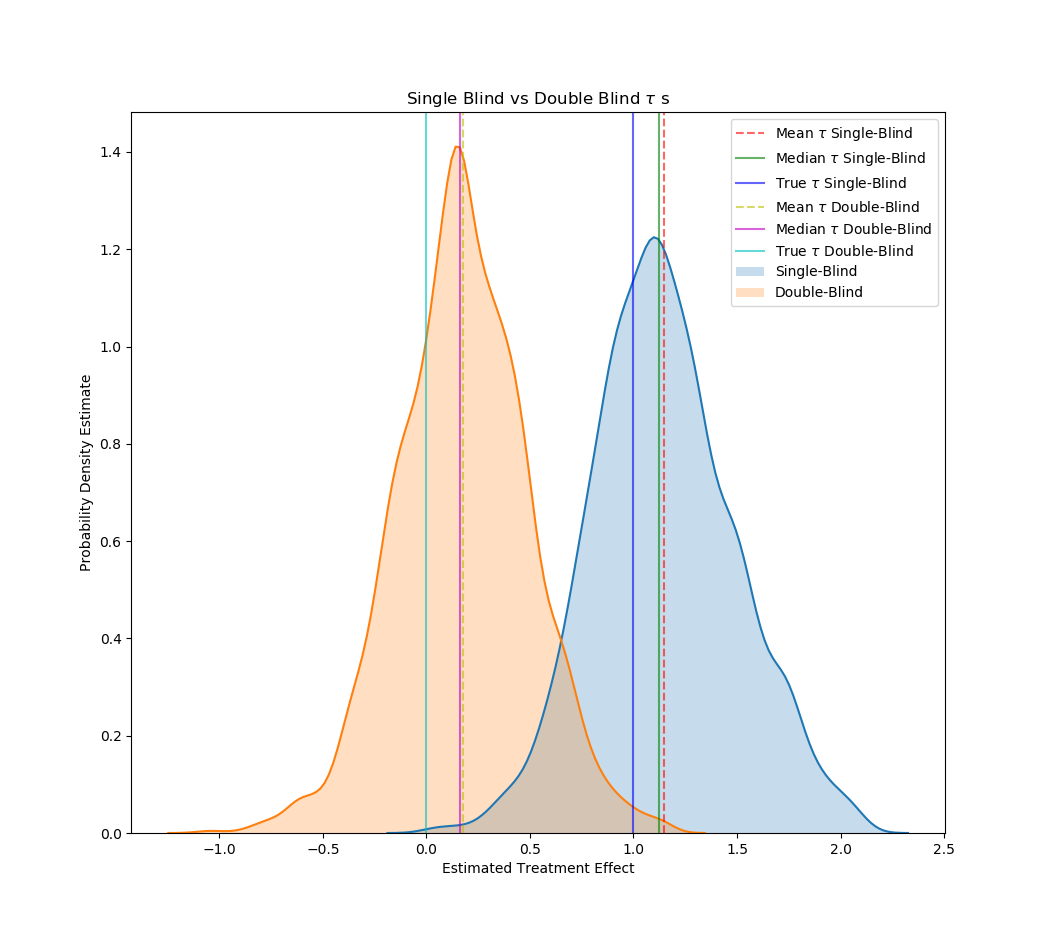 Single Blind vs Double Blind τ s
Mean τ Single-Blind
Median τ Single-Blind
True τ Single-Blind
Mean τ Double-Blind
Median τ Double-Blind
True τ Double-Blind
Single-Blind
Double-Blind
Probability Density Estimate
1.4
1.2
1.0
0.8
0.6
0.4
0.2
0.0
−1.0 −0.5 0.0 0.5 1.0 1.5 2.0 2.5
Estimated Treatment Effect